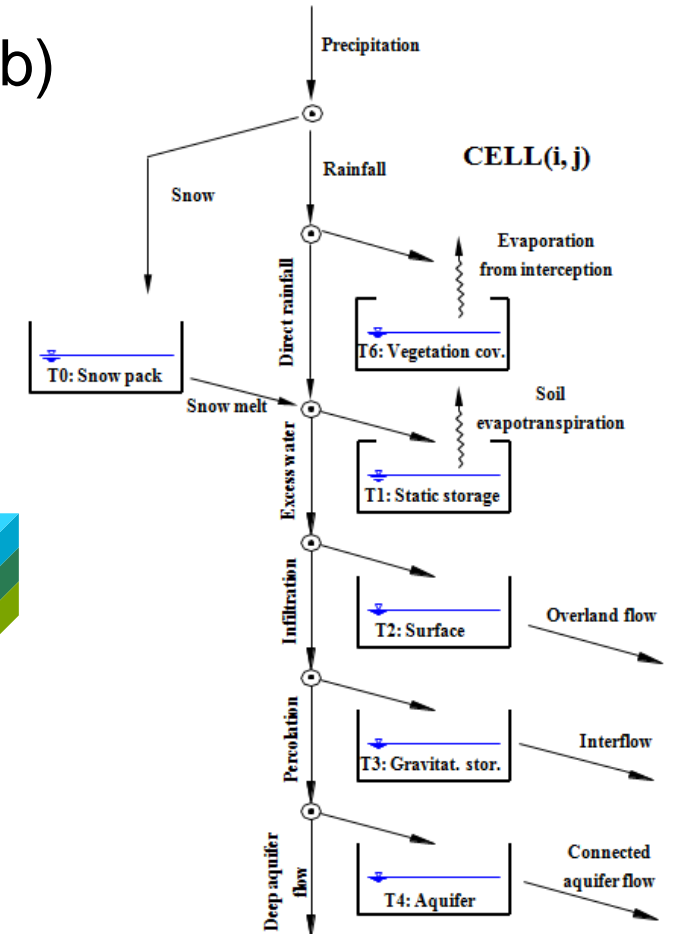 b)
Precipitation
CELL(i, j)
Rainfall
Snow
Evaporation
from interception
Direct rainfall
T6: Vegetation cov.
T0: Snow pack
Snow melt
Soil
evapotranspiration
Excess water
T1: Static storage
Infiltration
Overland flow
T2: Surface
Percolation
Interflow
T3: Gravitat. stor.
Deep aquifer
flow
Connected
aquifer flow
T4: Aquifer